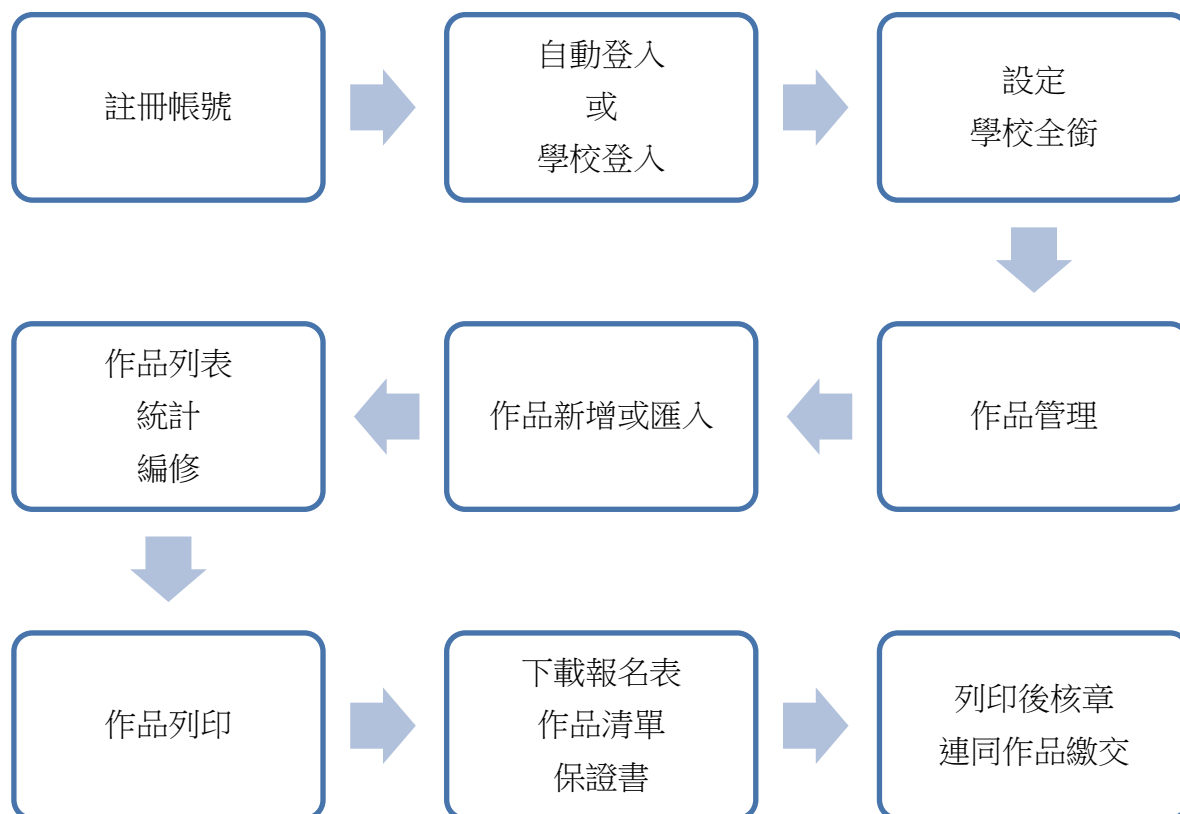 註冊帳號
自動登入
或
學校登入
設定
學校全銜
作品管理
作品新增或匯入
作品列表
統計
編修
作品列印
下載報名表
作品清單
保證書
列印後核章
連同作品繳交